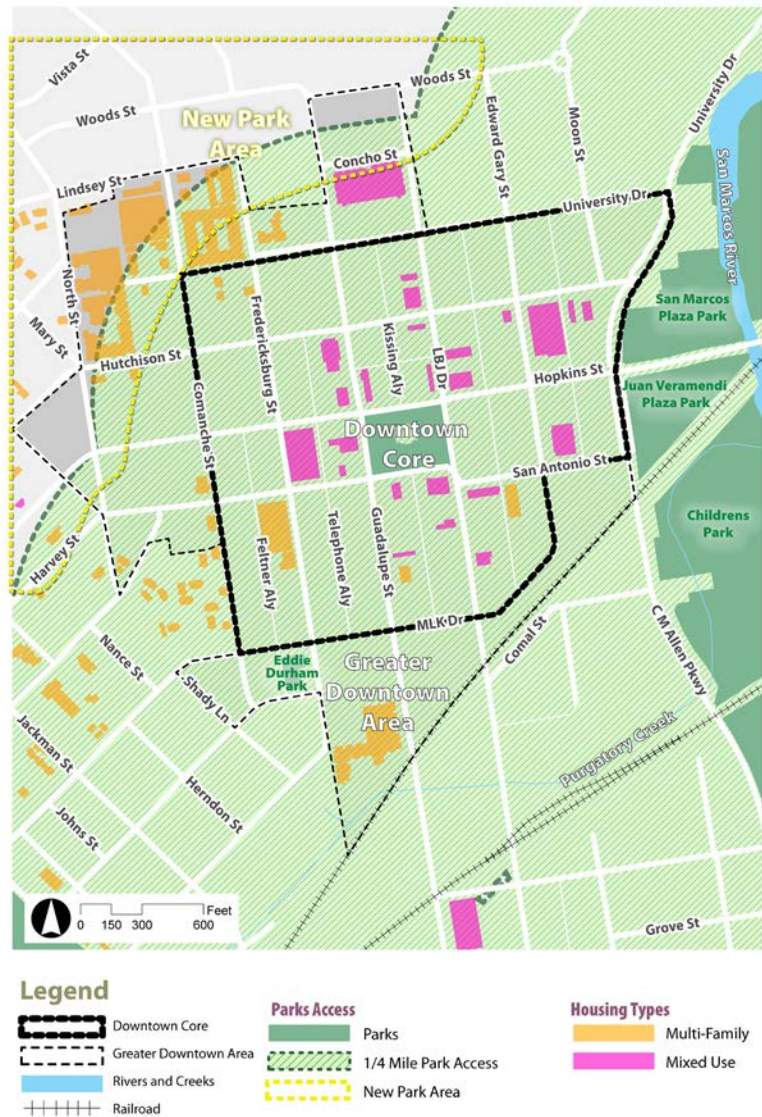 Vista St
Woods St
Woods St
University Dr
New Park
Area
Concho St
Edward Gary St
Moon St
Lindsey St
University Dr
San Marcos River
North St
Mary St
Hutchison St
Fredericksburg St
Kissing Aly
LBJ Dr
San Marcos
Plaza Park
Comanche St
Hopkins St
Juan Veramendi
Plaza Park
Downtown
Core
San Antonio St
Harvey St
Feltner Aly
Telephone Aly
Guadalupe St
Childrens
Park
MLK Dr
Comal St
C M Allen Pkwy
Nance St
Shady Ln
Eddie
Durham
Park
Greater
Downtown
Area
Jackman St
Herndon St
Purgatory Creek
Johns St
Feet
0 150 300 600
Grove St
Legend
Downtown Core
Greater Downtown Area
Rivers and Creeks
Railroad
Parks Access
Parks
1/4 Mile Park Access
New Park Area
Housing Types
Multi-Family
Mixed Use